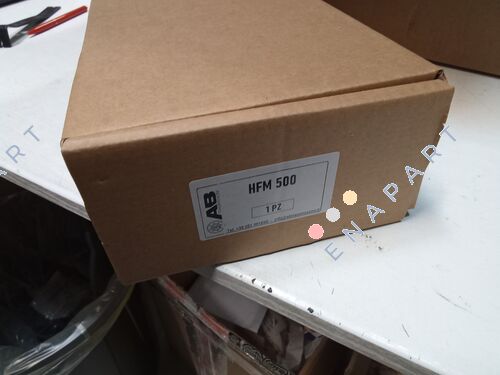 AB
HFM 500
1 PZ
ENAPART